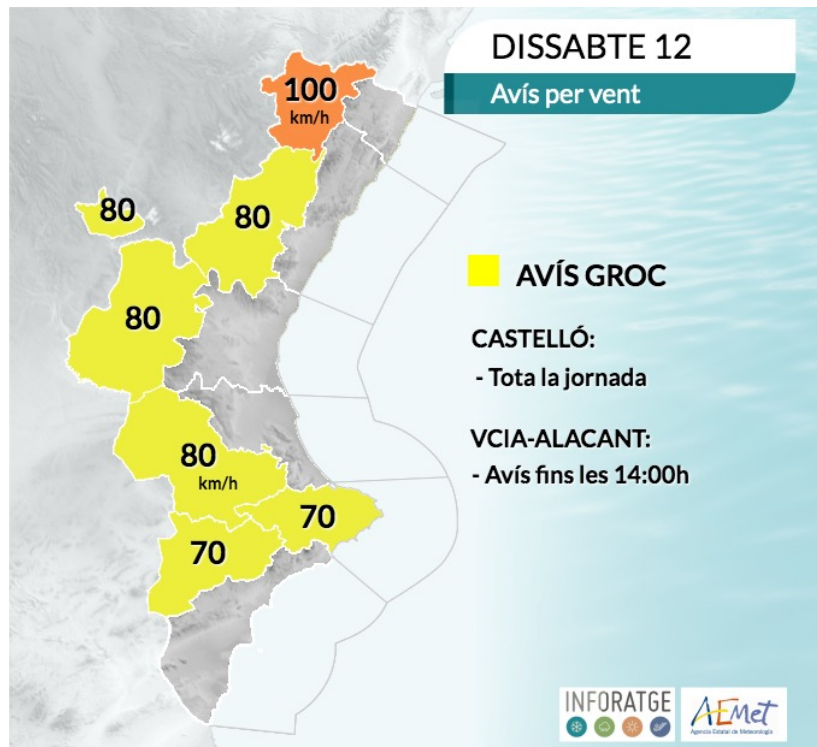 DISSABTE 12
Avís per vent
100
km/h
80
80
80
80
km/h
70
70
AVÍS GROC
CASTELLÓ:
- Tota la jornada
VCIA-ALACANT:
- Avís fins les 14:00h
INFORATGE
AEMet
Agencia Estatal de Meteorología